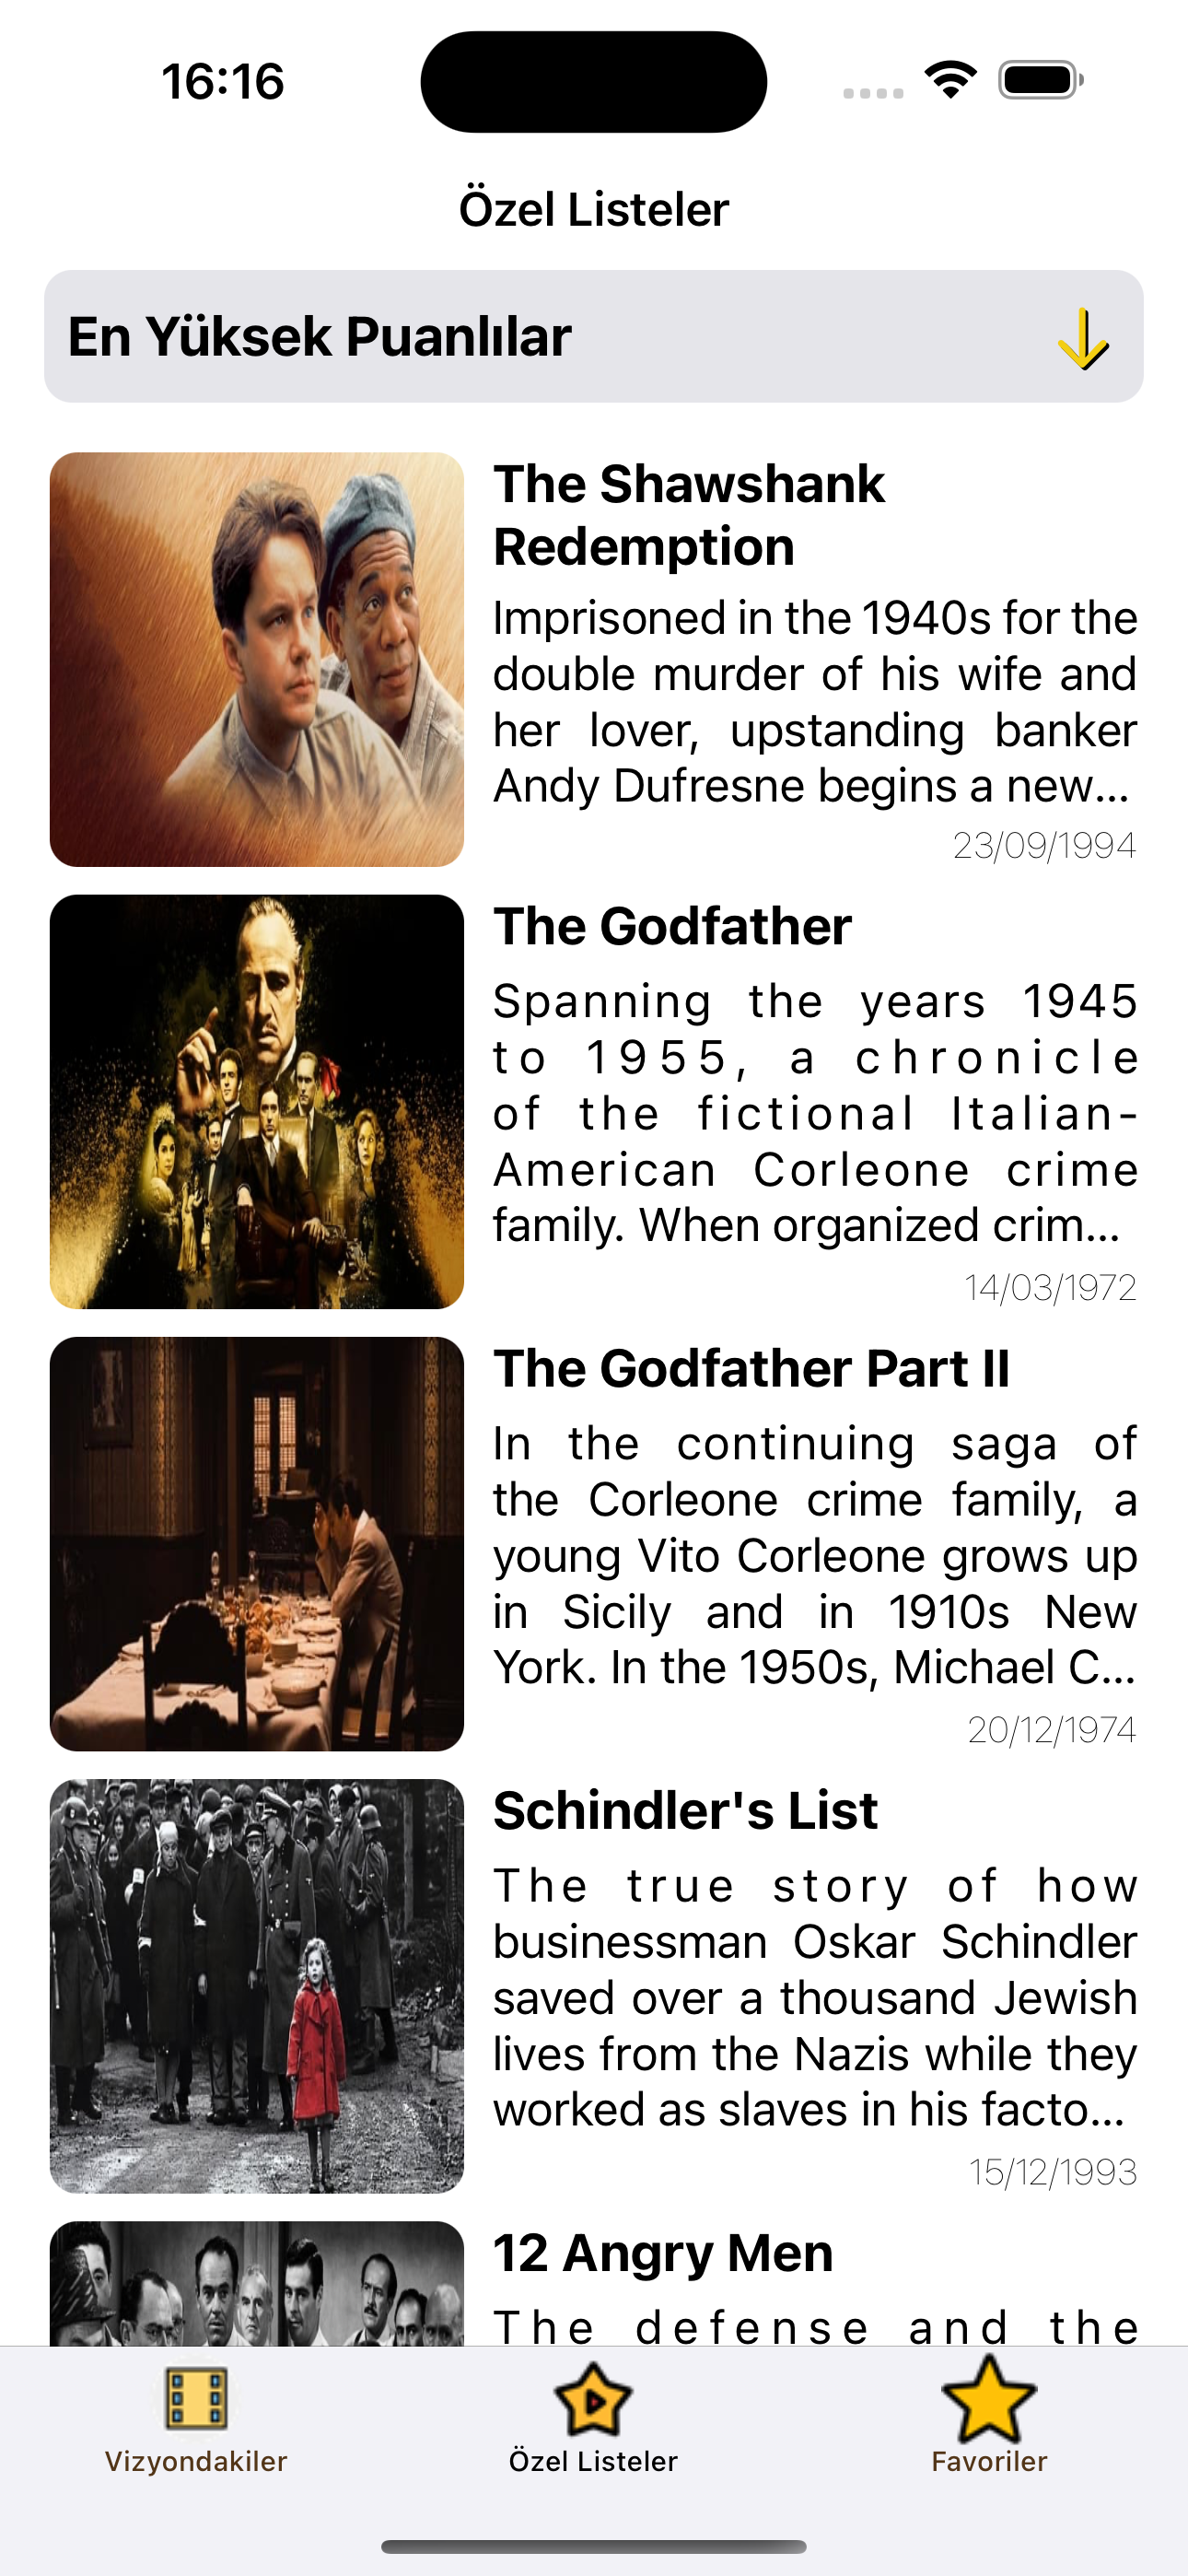 16:16
Özel Listeler
En Yüksek Puanlılar
The Shawshank
Redemption
Imprisoned in the 1940s for the
double murder of his wife and
her lover, upstanding banker
Andy Dufresne begins a new...
23/09/1994
The Godfather
Spanning the years 1945
to 1955, a chronicle
of the fictional Italian-
American Corleone crime
family. When organized crim...
14/03/1972
The Godfather Part II
In the continuing saga of
the Corleone crime family, a
young Vito Corleone grows up
in Sicily and in 1910s New
York. In the 1950s, Michael C...
20/12/1974
Schindler's List
The true story of how
businessman Oskar Schindler
saved over a thousand Jewish
lives from the Nazis while they
worked as slaves in his facto...
15/12/1993
12 Angry Men
The defense and the
Vizyondakiler
Özel Listeler
Favoriler